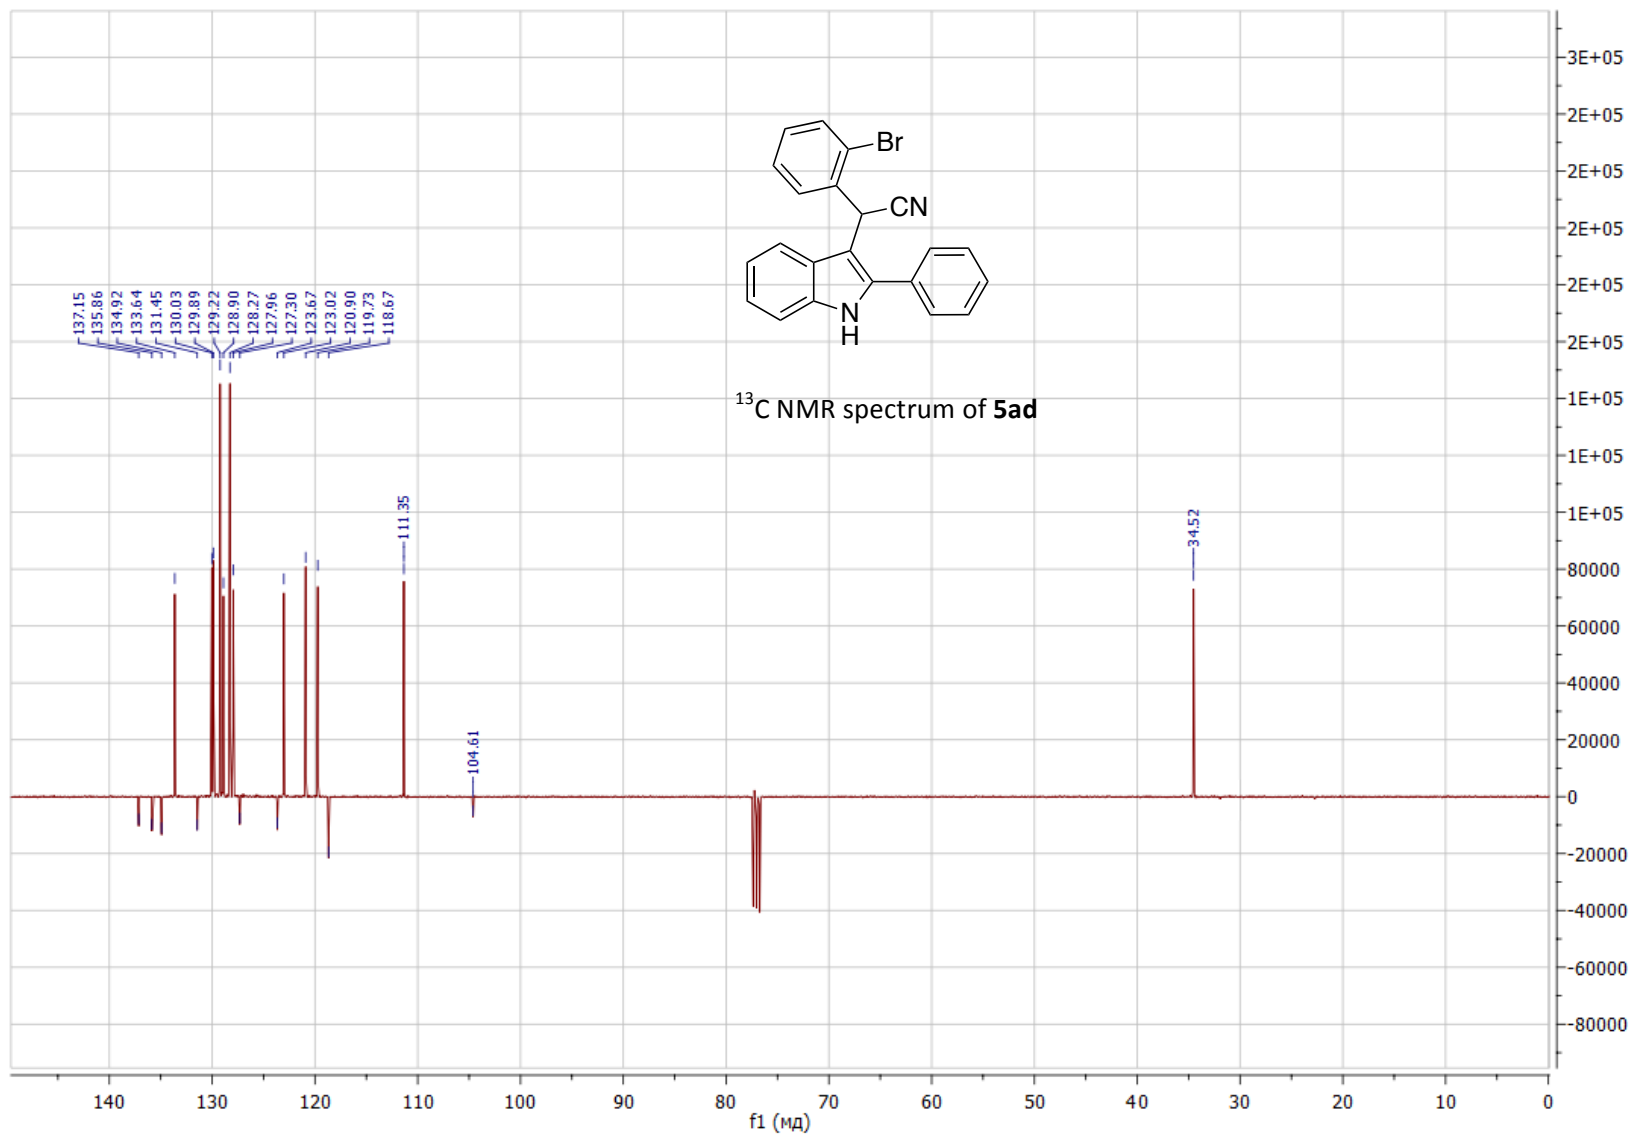 3E+05
2E+05
2E+05
2E+05
2E+05
2E+05
1E+05
1E+05
1E+05
80000
60000
40000
20000
0
-20000
-40000
-60000
-80000
Br
CN
N
H
13C NMR spectrum of 5ad
137.15
135.86
134.92
133.64
131.45
130.03
129.89
129.22
128.90
128.27
127.96
127.30
123.67
123.02
120.90
119.73
118.67
111.35
104.61
34.52
140 130 120 110 100 90 80 70 60 50 40 30 20 10 0
f1 (мд)